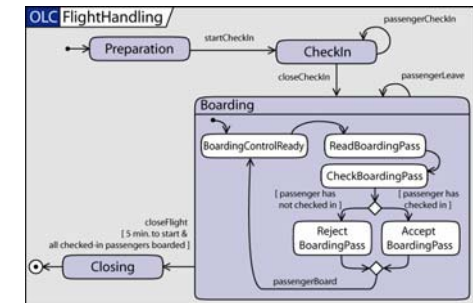 OLC FlightHandling
passengerCheckIn
startCheckIn
Preparation
CheckIn
closeCheckIn
passengerLeave
Boarding
BoardingControlReady
ReadBoardingPass
CheckBoardingPass
[ passenger has
not checked in ]
[ passenger has
checked in ]
closeFlight
[ 5 min. to start &
all checked-in passengers boarded ]
Reject
BoardingPass
Accept
BoardingPass
Closing
passengerBoard